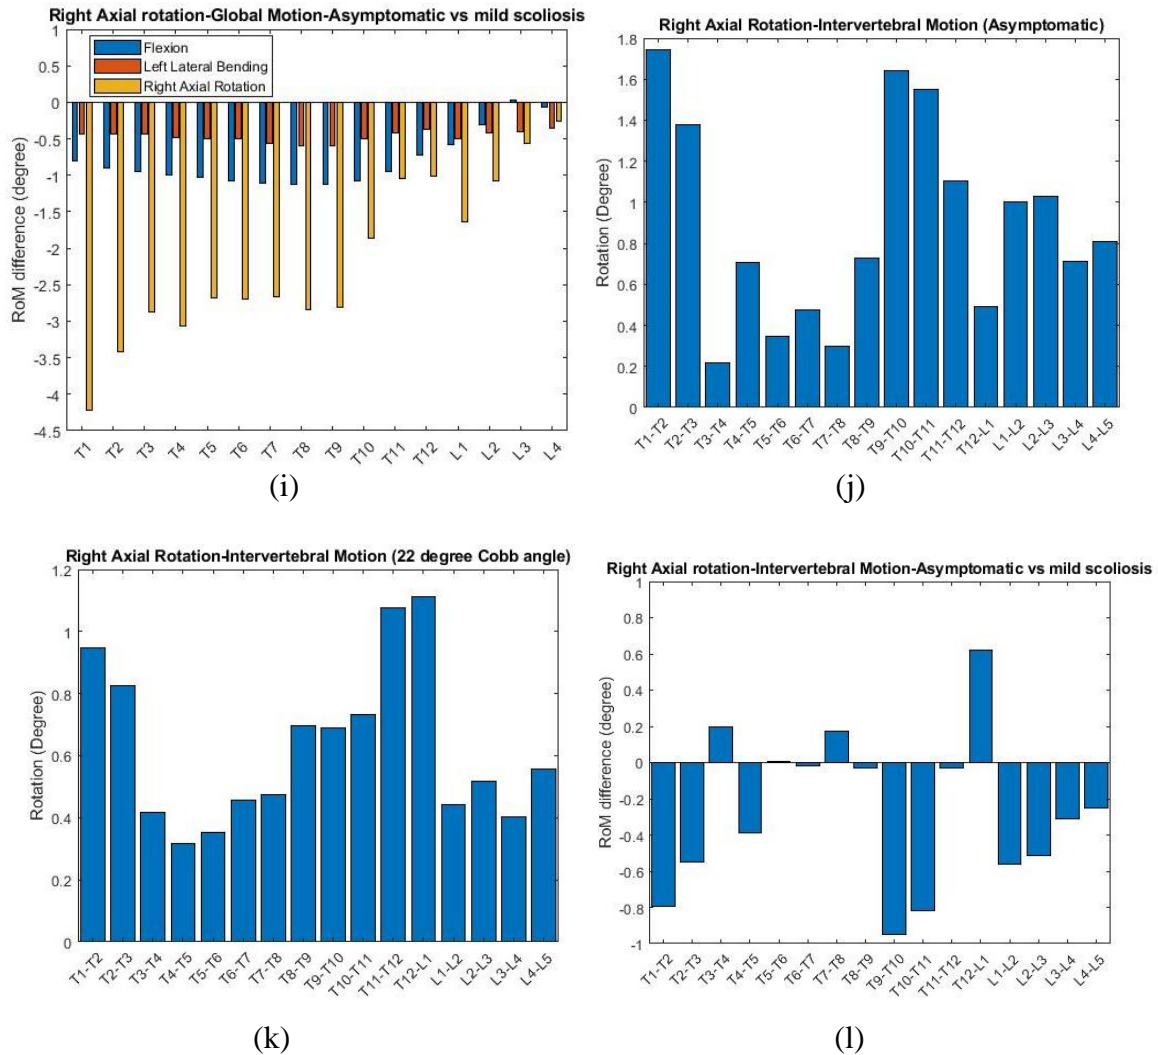 Right Axial rotation-Global Motion-Asymptomatic vs mild scoliosis
Flexion
Left Lateral Bending
Right Axial Rotation
RoM difference (degree)
1
0.5
0
-0.5
-1
-1.5
-2
-2.5
-3
-3.5
-4
-4.5
T1 T2 T3 T4 T5 T6 T7 T8 T9 T10 T11 T12 L1 L2 L3 L4
(i)
Right Axial Rotation-Intervertebral Motion (Asymptomatic)
Rotation (Degree)
1.8
1.6
1.4
1.2
1
0.8
0.6
0.4
0.2
0
T1-T2 T2-T3 T3-T4 T4-T5 T5-T6 T6-T7 T7-T8 T8-T9 T9-T10 T10-T11 T11-T12 T12-L1 L1-L2 L2-L3 L3-L4 L4-L5
(j)
Right Axial Rotation-Intervertebral Motion (22 degree Cobb angle)
Rotation (Degree)
1.2
1
0.8
0.6
0.4
0.2
0
T1-T2 T2-T3 T3-T4 T4-T5 T5-T6 T6-T7 T7-T8 T8-T9 T9-T10 T10-T11 T11-T12 T12-L1 L1-L2 L2-L3 L3-L4 L4-L5
(k)
Right Axial rotation-Intervertebral Motion-Asymptomatic vs mild scoliosis
RoM difference (degree)
1
0.8
0.6
0.4
0.2
0
-0.2
-0.4
-0.6
-0.8
-1
T1-T2 T2-T3 T3-T4 T4-T5 T5-T6 T6-T7 T7-T8 T8-T9 T9-T10 T10-T11 T11-T12 T12-L1 L1-L2 L2-L3 L3-L4 L4-L5
(l)